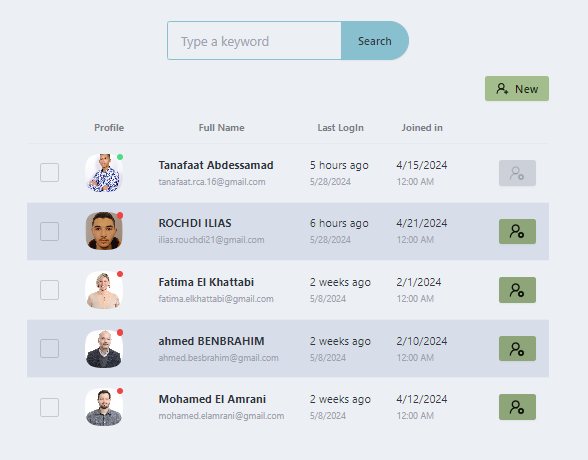 Type a keyword Search
New
Profile Full Name Last LogIn Joined in
Tanafaat Abdessamad 5 hours ago 4/15/2024
tanafaat.rca.16@gmail.com 5/28/2024 12:00 AM
ROCHDI ILIAS 6 hours ago 4/21/2024
ilias.rouchdi21@gmail.com 5/28/2024 12:00 AM
Fatima El Khattabi 2 weeks ago 2/1/2024
fatima.elkhattabi@gmail.com 5/8/2024 12:00 AM
ahmed BENBRAHIM 2 weeks ago 2/10/2024
ahmed.besbrahim@gmail.com 5/8/2024 12:00 AM
Mohamed El Amrani 2 weeks ago 4/12/2024
mohamed.elamrani@gmail.com 5/8/2024 12:00 AM